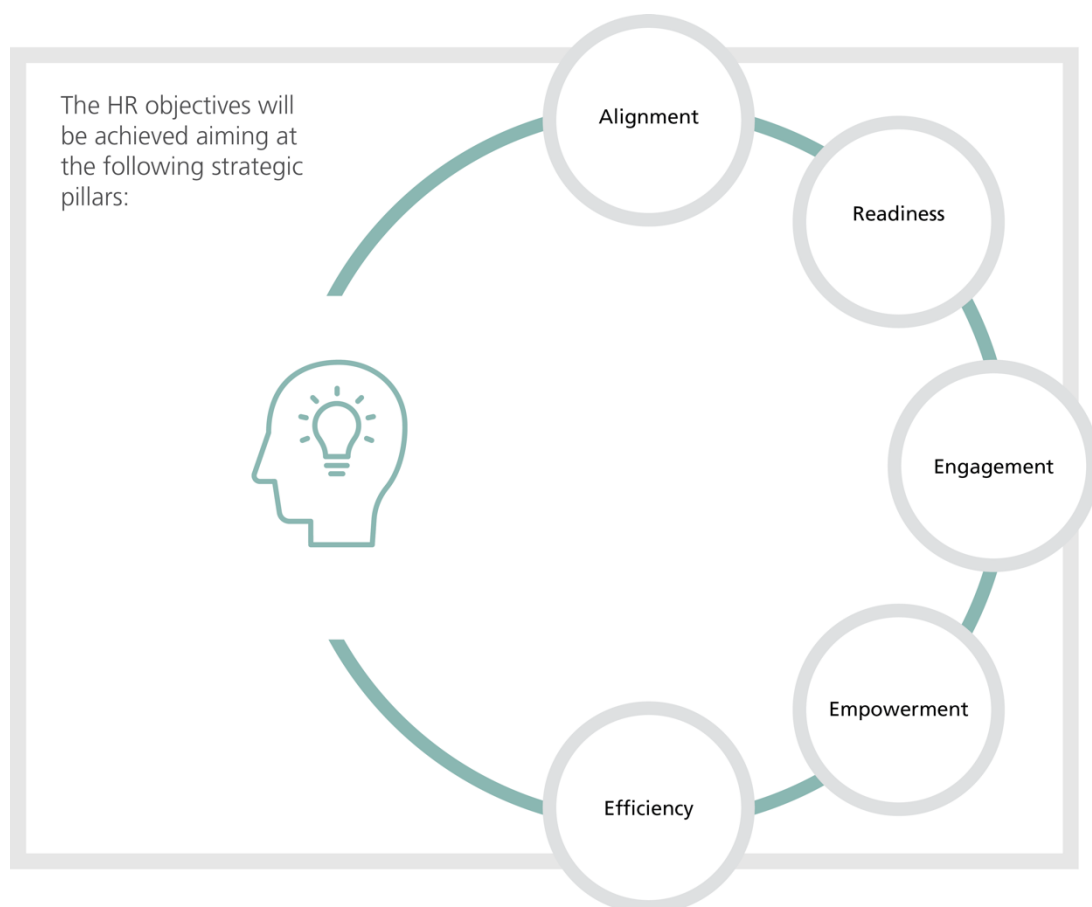 The HR objectives will
be achieved aiming at
the following strategic
pillars:
Alignment
Readiness
Engagement
Empowerment
Efficiency